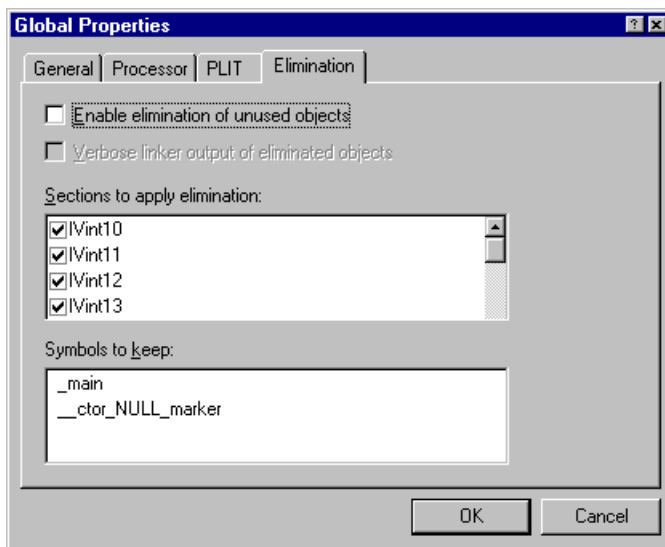 Global Properties
General Processor PLIT Elimination
Enable elimination of unused objects
Verbose linker output of eliminated objects
Sections to apply elimination:
IVint10
IVint11
IVint12
IVint13
Symbols to keep:
_main
__ctor_NULL_marker
OK Cancel